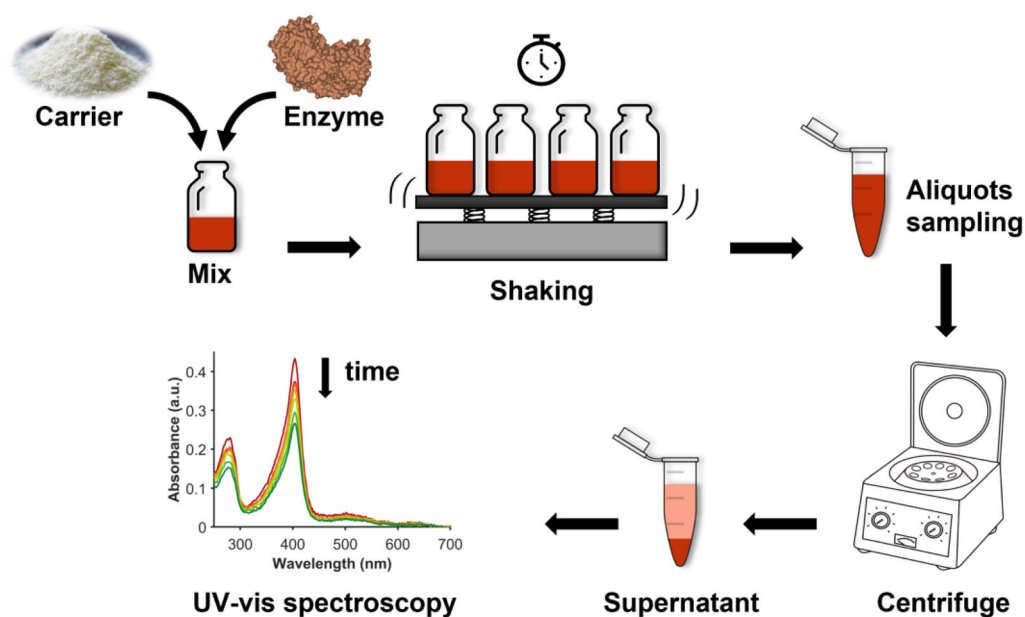 Carrier
Enzyme
Mix
Shaking
Aliquots
sampling
Centrifuge
Supernatant
UV-vis spectroscopy
time
Absorbance (a.u.)
0.4
0.3
0.2
0.1
0
300
400
500
600
700
Wavelength (nm)